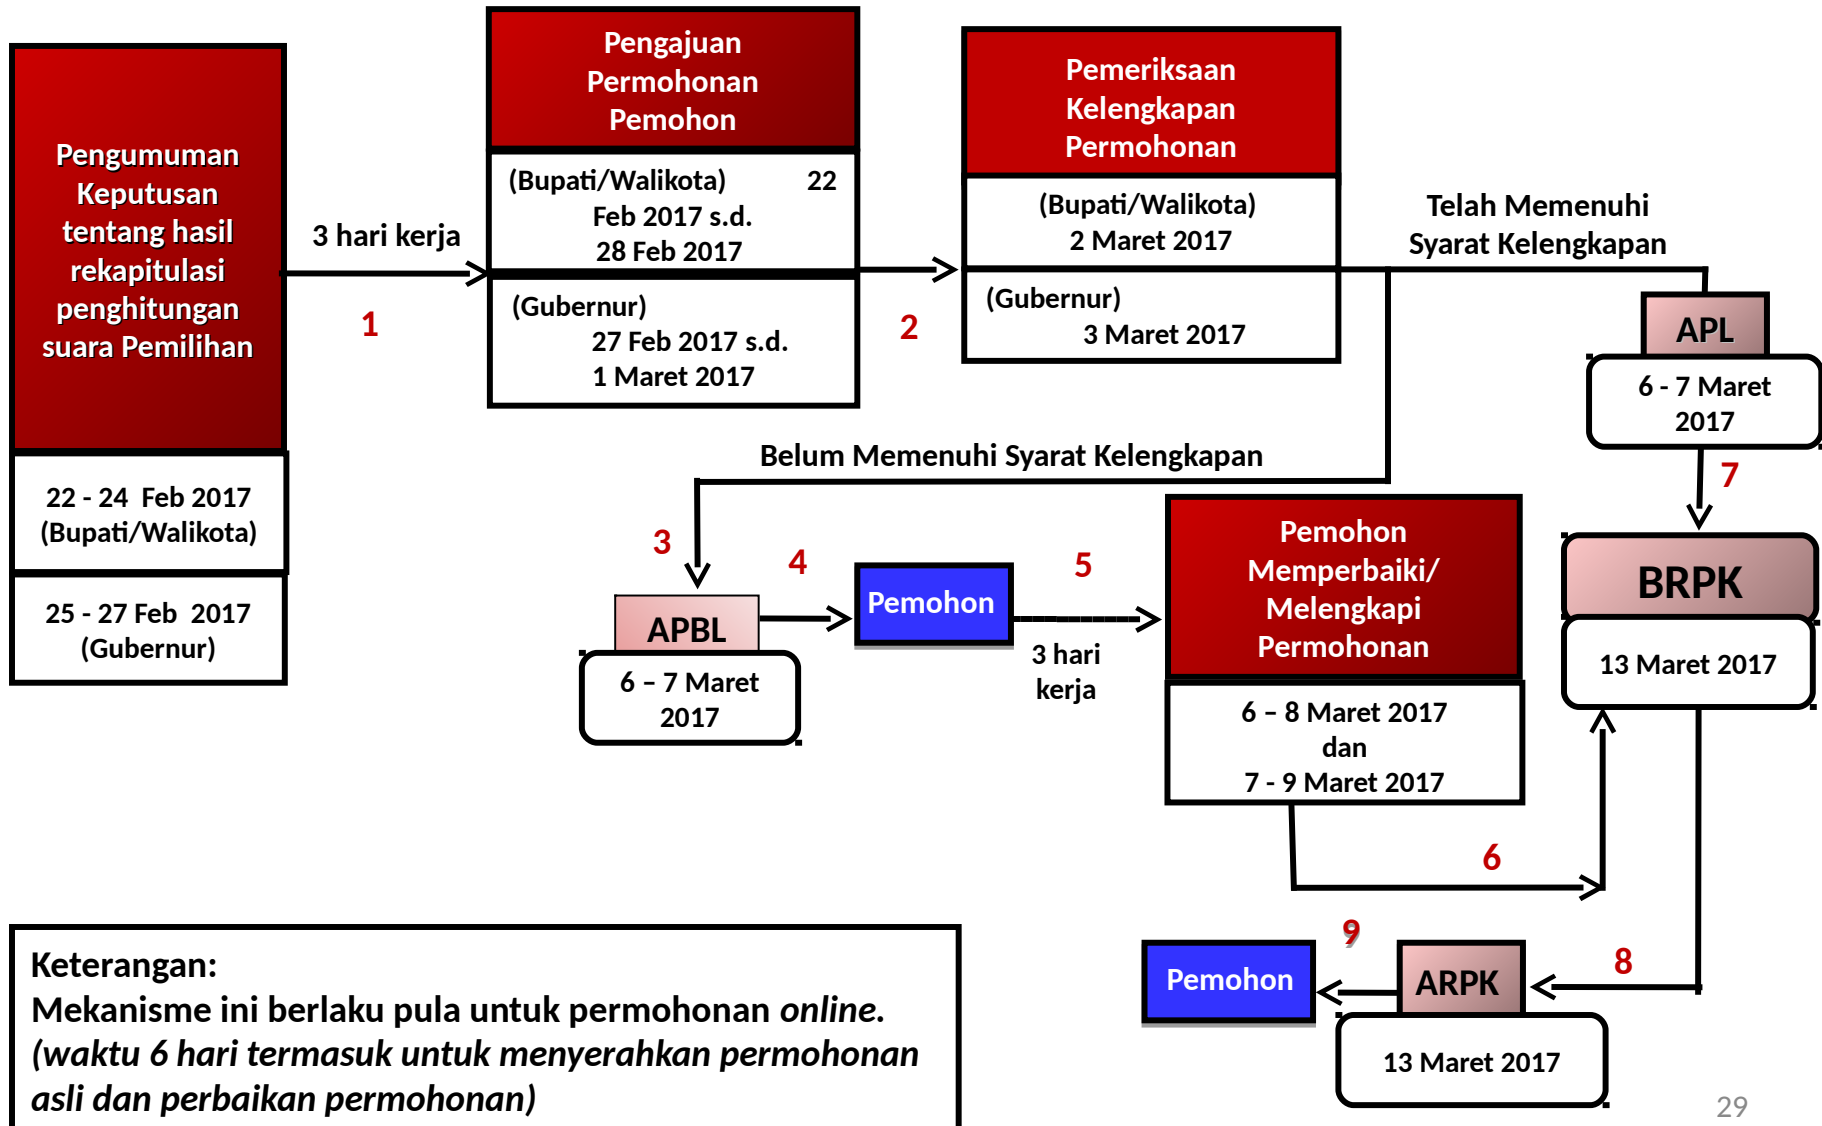 Pengumuman
Keputusan
tentang hasil
rekapitulasi
penghitungan
suara Pemilihan
22 - 24  Feb 2017
(Bupati/Walikota)
25 - 27 Feb  2017
(Gubernur)
3 hari kerja
1
Pengajuan
Permohonan
Pemohon
(Bupati/Walikota) 22
Feb 2017 s.d.
28 Feb 2017
(Gubernur)
27 Feb 2017 s.d.
1 Maret 2017
2
Pemeriksaan
Kelengkapan
Permohonan
(Bupati/Walikota)
2 Maret 2017
(Gubernur)
3 Maret 2017
Telah Memenuhi
Syarat Kelengkapan
APL
6 - 7 Maret
2017
7
Belum Memenuhi Syarat Kelengkapan
3
APBL
6 – 7 Maret
2017
4
Pemohon
5
3 hari
kerja
Pemohon
Memperbaiki/
Melengkapi
Permohonan
6 – 8 Maret 2017
dan
7 - 9 Maret 2017
6
BRPK
13 Maret 2017
8
ARPK
13 Maret 2017
9
Pemohon
Keterangan:
Mekanisme ini berlaku pula untuk permohonan online.
(waktu 6 hari termasuk untuk menyerahkan permohonan
asli dan perbaikan permohonan)
29